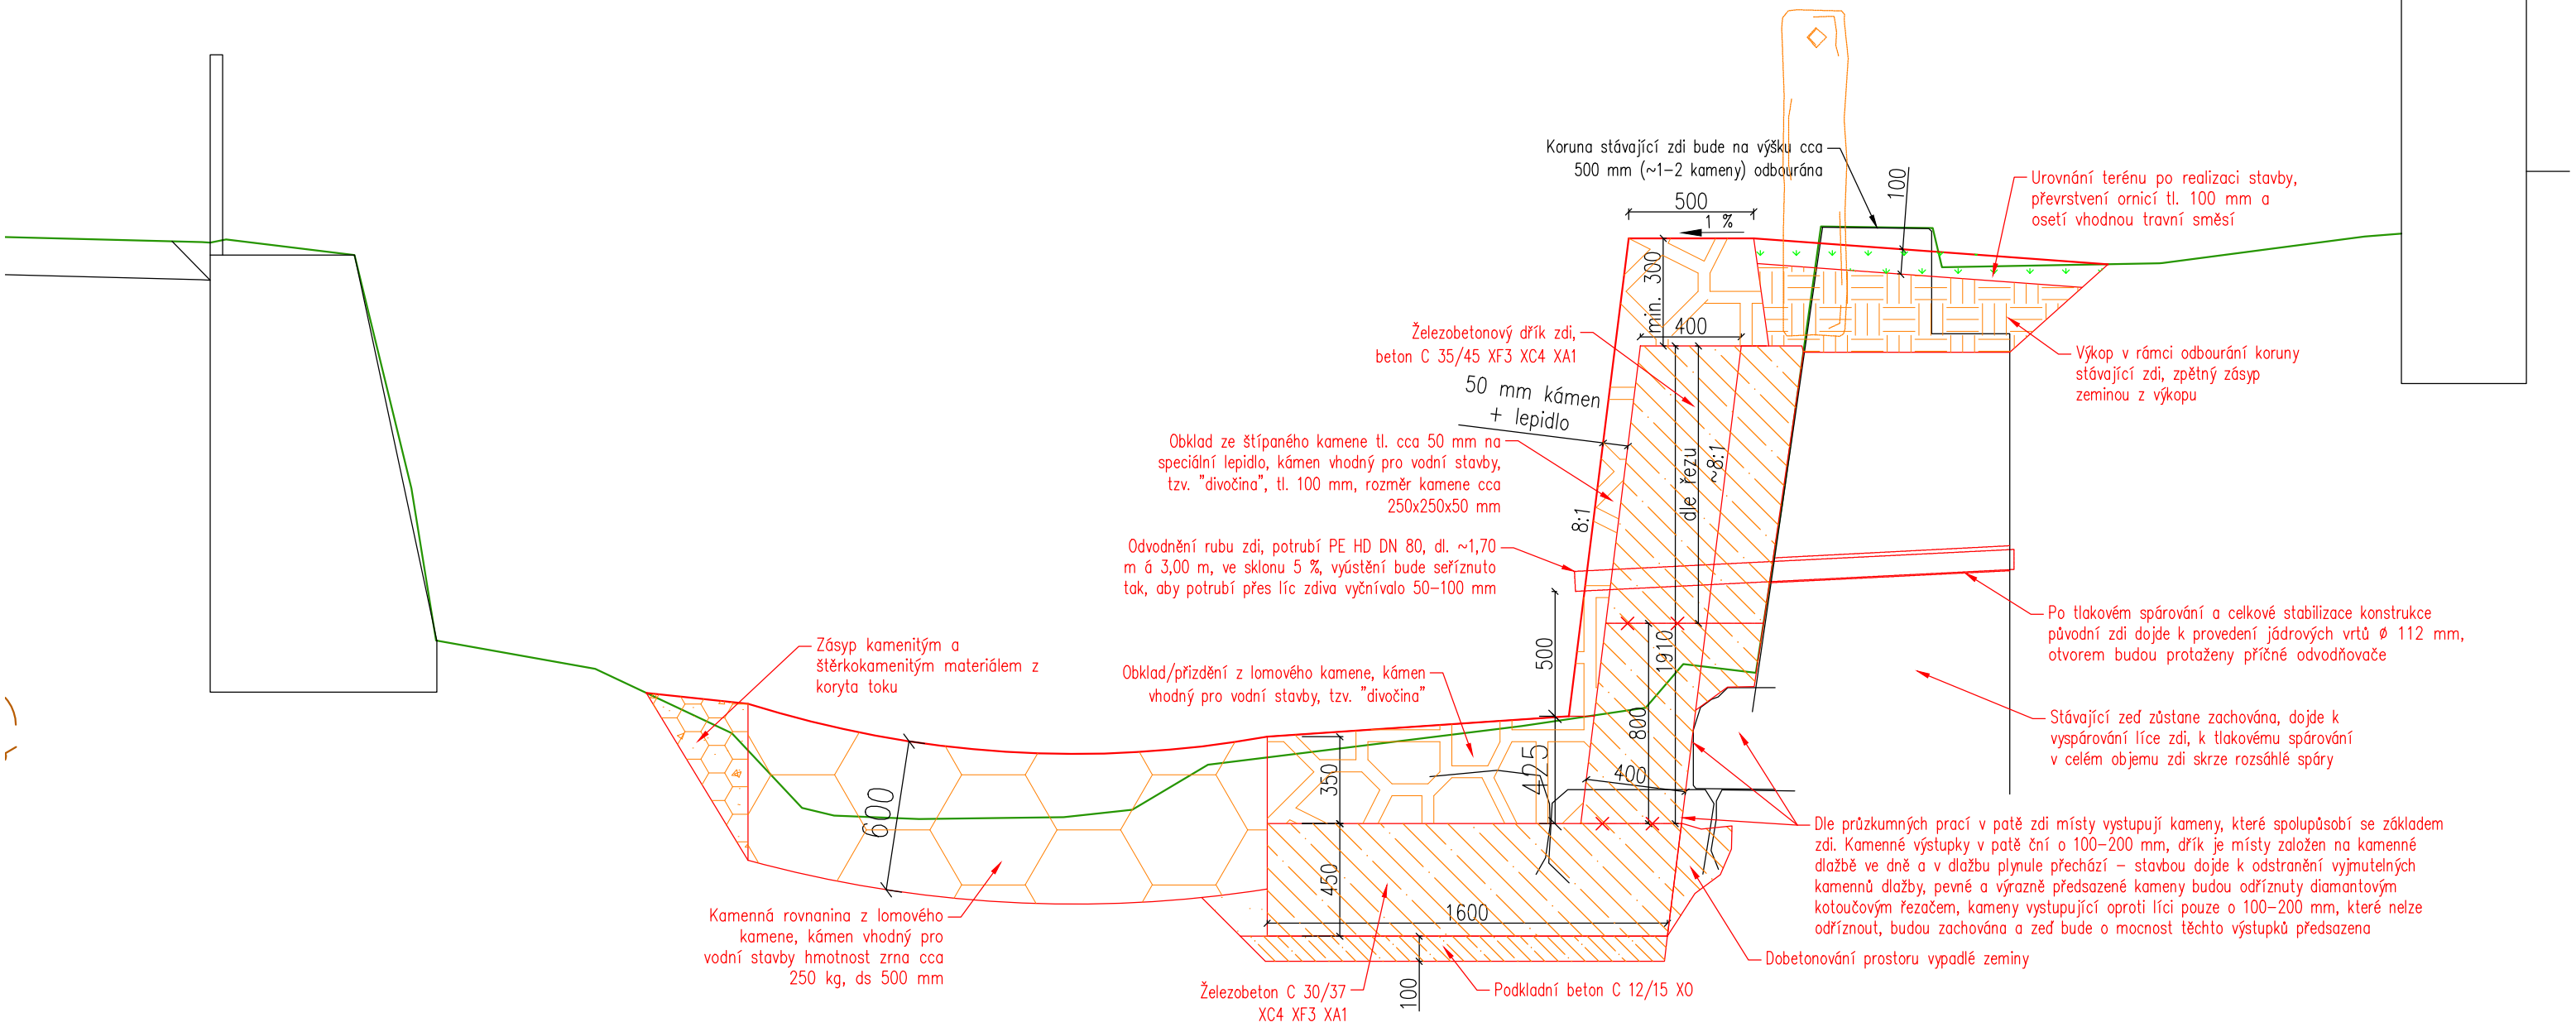 Koruna stávající zdi bude na výšku cca
500 mm (~1-2 kameny) odbourána
500
1 %
100
Urovnání terénu po realizaci stavby,
převrstvení ornicí tl. 100 mm a
osetí vhodnou travní směsí
min. 300
400
Železobetonový dřík zdi,
beton C 35/45 XF3 XC4 XA1
Výkop v rámci odbourání koruny
stávající zdi, zpětný zásyp
zeminou z výkopu
50 mm kámen
+ lepidlo
Obklad ze štípaného kamene tl. cca 50 mm na
speciální lepidlo, kámen vhodný pro vodní stavby,
tzv. "divočina", tl. 100 mm, rozměr kamene cca
250x250x50 mm
8:1
dle řezu
~8:1
Odvodnění rubu zdi, potrubí PE HD DN 80, dl. ~1,70
m á 3,00 m, ve sklonu 5 %, vyústění bude seříznuto
tak, aby potrubí přes líc zdiva vyčnívalo 50-100 mm
Po tlakovém spárování a celkové stabilizace konstrukce
původní zdi dojde k provedení jádrových vrtů ø 112 mm,
otvorem budou protaženy příčné odvodňovače
Zásyp kamenitým a
štěrkokamenitým materiálem z
koryta toku
500
1910
Obklad/přizdění z lomového kamene, kámen
vhodný pro vodní stavby, tzv. "divočina"
800
Stávající zeď zůstane zachována, dojde k
vyspárování líce zdi, k tlakovému spárování
v celém objemu zdi skrze rozsáhlé spáry
600
350
425
400
Dle průzkumných prací v patě zdi místy vystupují kameny, které spolupůsobí se základem
zdi. Kamenné výstupky v patě ční o 100-200 mm, dřík je místy založen na kamenné
dlažbě ve dně a v dlažbu plynule přechází - stavbou dojde k odstranění vyjmutelných
kamennů dlažby, pevné a výrazně předsazené kameny budou odříznuty diamantovým
kotoučovým řezačem, kameny vystupující oproti líci pouze o 100-200 mm, které nelze
odříznout, budou zachována a zeď bude o mocnost těchto výstupků předsazena
450
1600
Kamenná rovnanina z lomového
kamene, kámen vhodný pro
vodní stavby hmotnost zrna cca
250 kg, ds 500 mm
Dobetonování prostoru vypadlé zeminy
100
Železobeton C 30/37
XC4 XF3 XA1
Podkladní beton C 12/15 XO